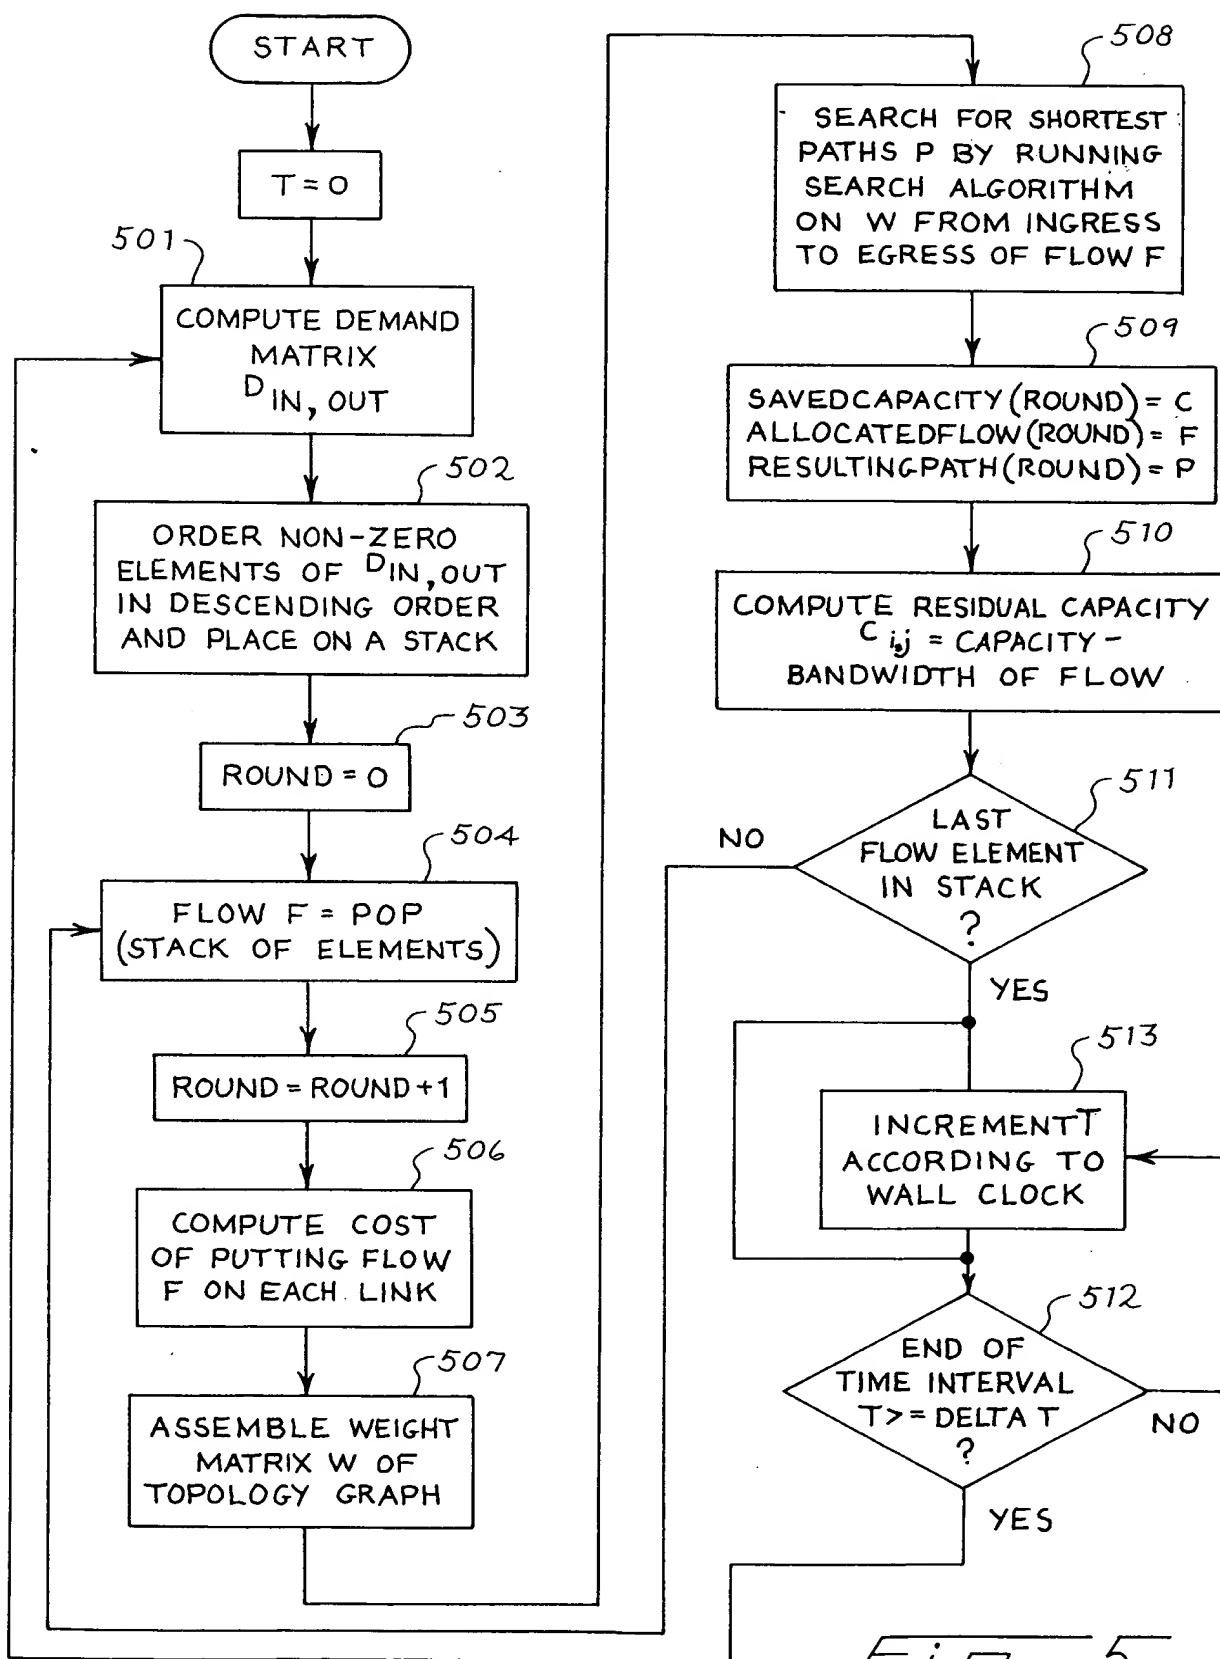 START
T = 0
501
COMPUTE DEMAND
MATRIX
D IN, OUT
502
ORDER NON-ZERO
ELEMENTS OF D IN, OUT
IN DESCENDING ORDER
AND PLACE ON A STACK
503
ROUND = 0
504
FLOW F = POP
(STACK OF ELEMENTS)
505
ROUND = ROUND +1
506
COMPUTE COST
OF PUTTING FLOW
F ON EACH LINK
507
ASSEMBLE WEIGHT
MATRIX W OF
TOPOLOGY GRAPH
508
SEARCH FOR SHORTEST
PATHS P BY RUNNING
SEARCH ALGORITHM
ON W FROM INGRESS
TO EGRESS OF FLOW F
509
SAVEDCAPACITY (ROUND) = C
ALLOCATEDFLOW (ROUND) = F
RESULTINGPATH (ROUND) = P
510
COMPUTE RESIDUAL CAPACITY
C i,j = CAPACITY -
BANDWIDTH OF FLOW
511
LAST
FLOW ELEMENT
IN STACK
?
NO
YES
513
INCREMENT T
ACCORDING TO
WALL CLOCK
512
END OF
TIME INTERVAL
T > = DELTA T
?
NO
YES